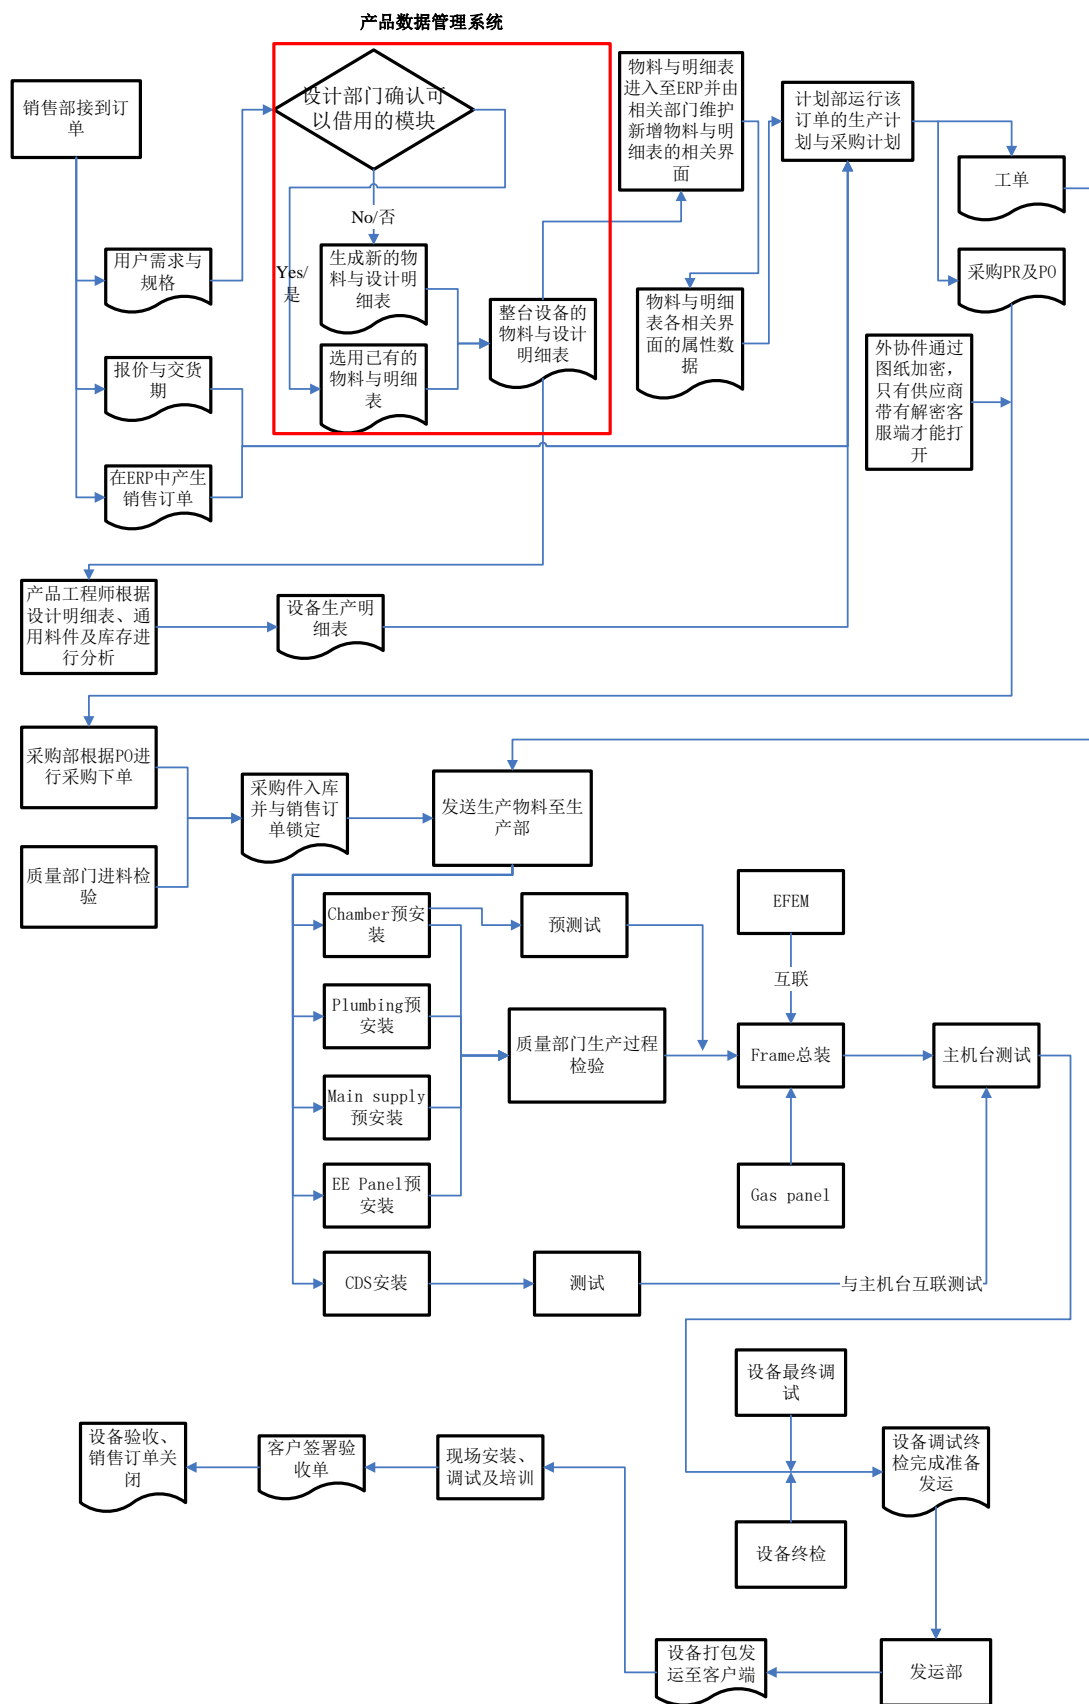 产品数据管理系统
销售部接到订
单
设计部门确认可
以借用的模块
物料与明细表
进入至ERP并由
相关部门维护
新增物料与明
细表的相关界
面
计划部运行该
订单的生产计
划与采购计划
工单
No/否
Yes/
是
用户需求与
规格
生成新的物
料与设计明
细表
采购PR及PO
整台设备的
物料与设计
明细表
物料与明细
表各相关界
面的属性数
据
报价与交货
期
选用已有的
物料与明细
表
外协件通过
图纸加密，
只有供应商
带有解密客
服端才能打
开
在ERP中产生
销售订单
产品工程师根据
设计明细表、通
用料件及库存进
行分析
设备生产明
细表
采购部根据PO进
行采购下单
采购件入库
并与销售订
单锁定
发送生产物料至生
产部
质量部门进料检
验
Chamber预安
装
预测试
EFEM
互联
Plumbing预
安装
质量部门生产过程
检验
Frame总装
主机台测试
Main supply
预安装
EE Panel预
安装
Gas panel
CDS安装
测试
与主机台互联测试
设备最终调
试
设备验收、
销售订单关
闭
客户签署验
收单
现场安装、
调试及培训
设备调试终
检完成准备
发运
设备终检
设备打包发
运至客户端
发运部